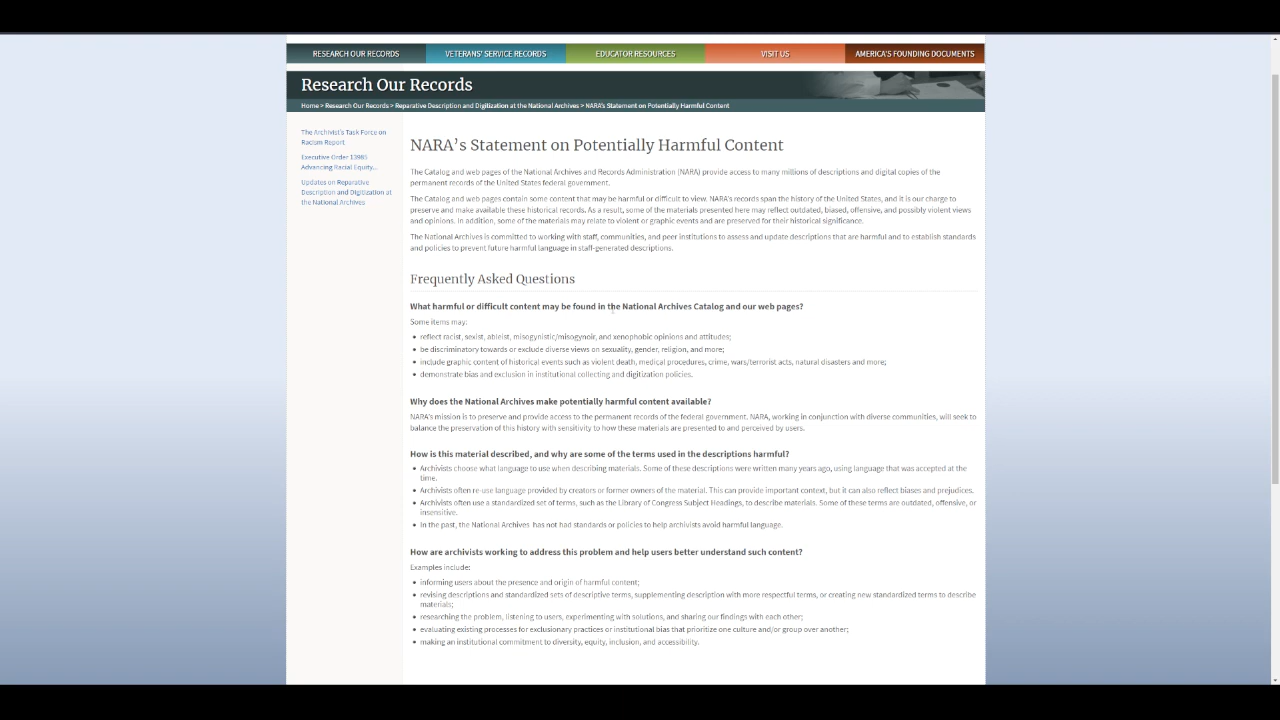 RESEARCH OUR RECORDS
VETERANS' SERVICE RECORDS
EDUCATOR RESOURCES
VISIT US
AMERICA'S FOUNDING DOCUMENTS
Research Our Records
Home > Research Our Records > Reparative Description and Digitization at the National Archives > NARA's Statement on Potentially Harmful Content
The Archivist's Task Force on
Racism Report
Executive Order 13985
Advancing Racial Equity...
Updates on Reparative
Description and Digitization at
the National Archives
NARA's Statement on Potentially Harmful Content
The Catalog and web pages of the National Archives and Records Administration (NARA) provide access to many millions of descriptions and digital copies of the
permanent records of the United States federal government.
The Catalog and web pages contain some content that may be harmful or difficult to view. NARA's records span the history of the United States, and it is our charge to
preserve and make available these historical records. As a result, some of the materials presented here may reflect outdated, biased, offensive, and possibly violent views
and opinions. In addition, some of the materials may relate to violent or graphic events and are preserved for their historical significance.
The National Archives is committed to working with staff, communities, and peer institutions to assess and update descriptions that are harmful and to establish standards
and policies to prevent future harmful language in staff-generated descriptions.
Frequently Asked Questions
What harmful or difficult content may be found in the National Archives Catalog and our web pages?
Some items may:
• reflect racist, sexist, ableist, misogynistic/misogynoir, and xenophobic opinions and attitudes;
• be discriminatory towards or exclude diverse views on sexuality, gender, religion, and more;
• include graphic content of historical events such as violent death, medical procedures, crime, wars/terrorist acts, natural disasters and more;
• demonstrate bias and exclusion in institutional collecting and digitization policies.
Why does the National Archives make potentially harmful content available?
NARA's mission is to preserve and provide access to the permanent records of the federal government. NARA, working in conjunction with diverse communities, will seek to
balance the preservation of this history with sensitivity to how these materials are presented to and perceived by users.
How is this material described, and why are some of the terms used in the descriptions harmful?
• Archivists choose what language to use when describing materials. Some of these descriptions were written many years ago, using language that was accepted at the
time.
• Archivists often re-use language provided by creators or former owners of the material. This can provide important context, but it can also reflect biases and prejudices.
• Archivists often use a standardized set of terms, such as the Library of Congress Subject Headings, to describe materials. Some of these terms are outdated, offensive, or
insensitive.
• In the past, the National Archives has not had standards or policies to help archivists avoid harmful language.
How are archivists working to address this problem and help users better understand such content?
Examples include:
• informing users about the presence and origin of harmful content;
• revising descriptions and standardized sets of descriptive terms, supplementing description with more respectful terms, or creating new standardized terms to describe
materials;
• researching the problem, listening to users, experimenting with solutions, and sharing our findings with each other;
• evaluating existing processes for exclusionary practices or institutional bias that prioritize one culture and/or group over another;
• making an institutional commitment to diversity, equity, inclusion, and accessibility.